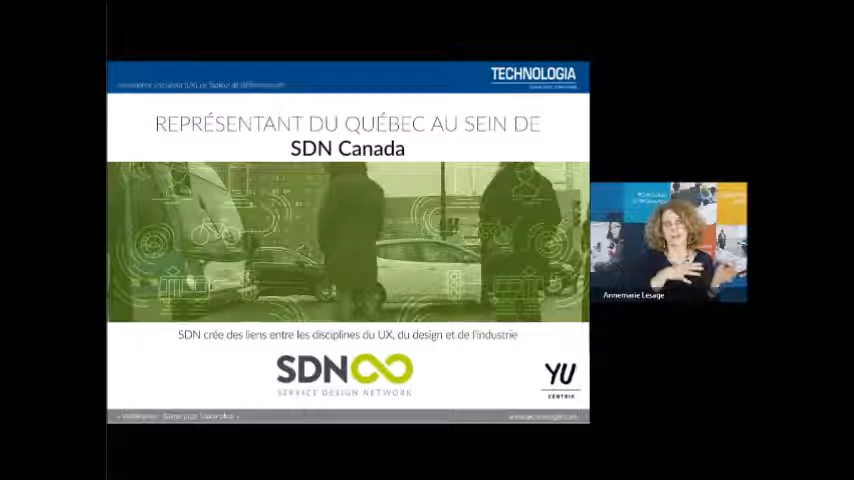 TECHNOLOGIA
REPRÉSENTANT DU QUÉBEC AU SEIN DE
SDN Canada
Annemarie Lesage
SDN crée des liens entre les disciplines du UX, du design et de l'industrie
SDN
SERVICE DESIGN NETWORK
YU
CENTRIK